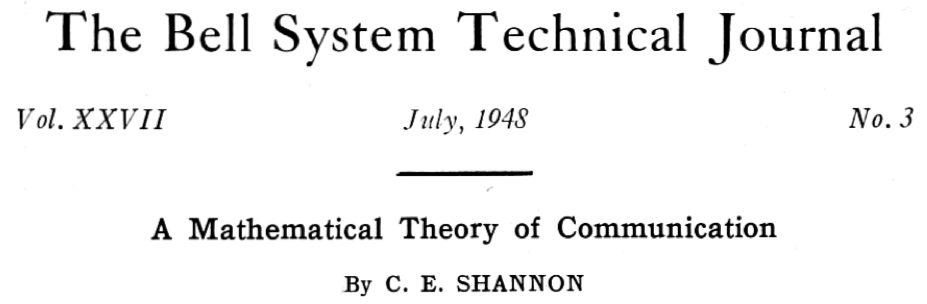 The Bell System Technical Journal
Vol. XXVII July, 1948 No. 3
A Mathematical Theory of Communication
By C. E. SHANNON